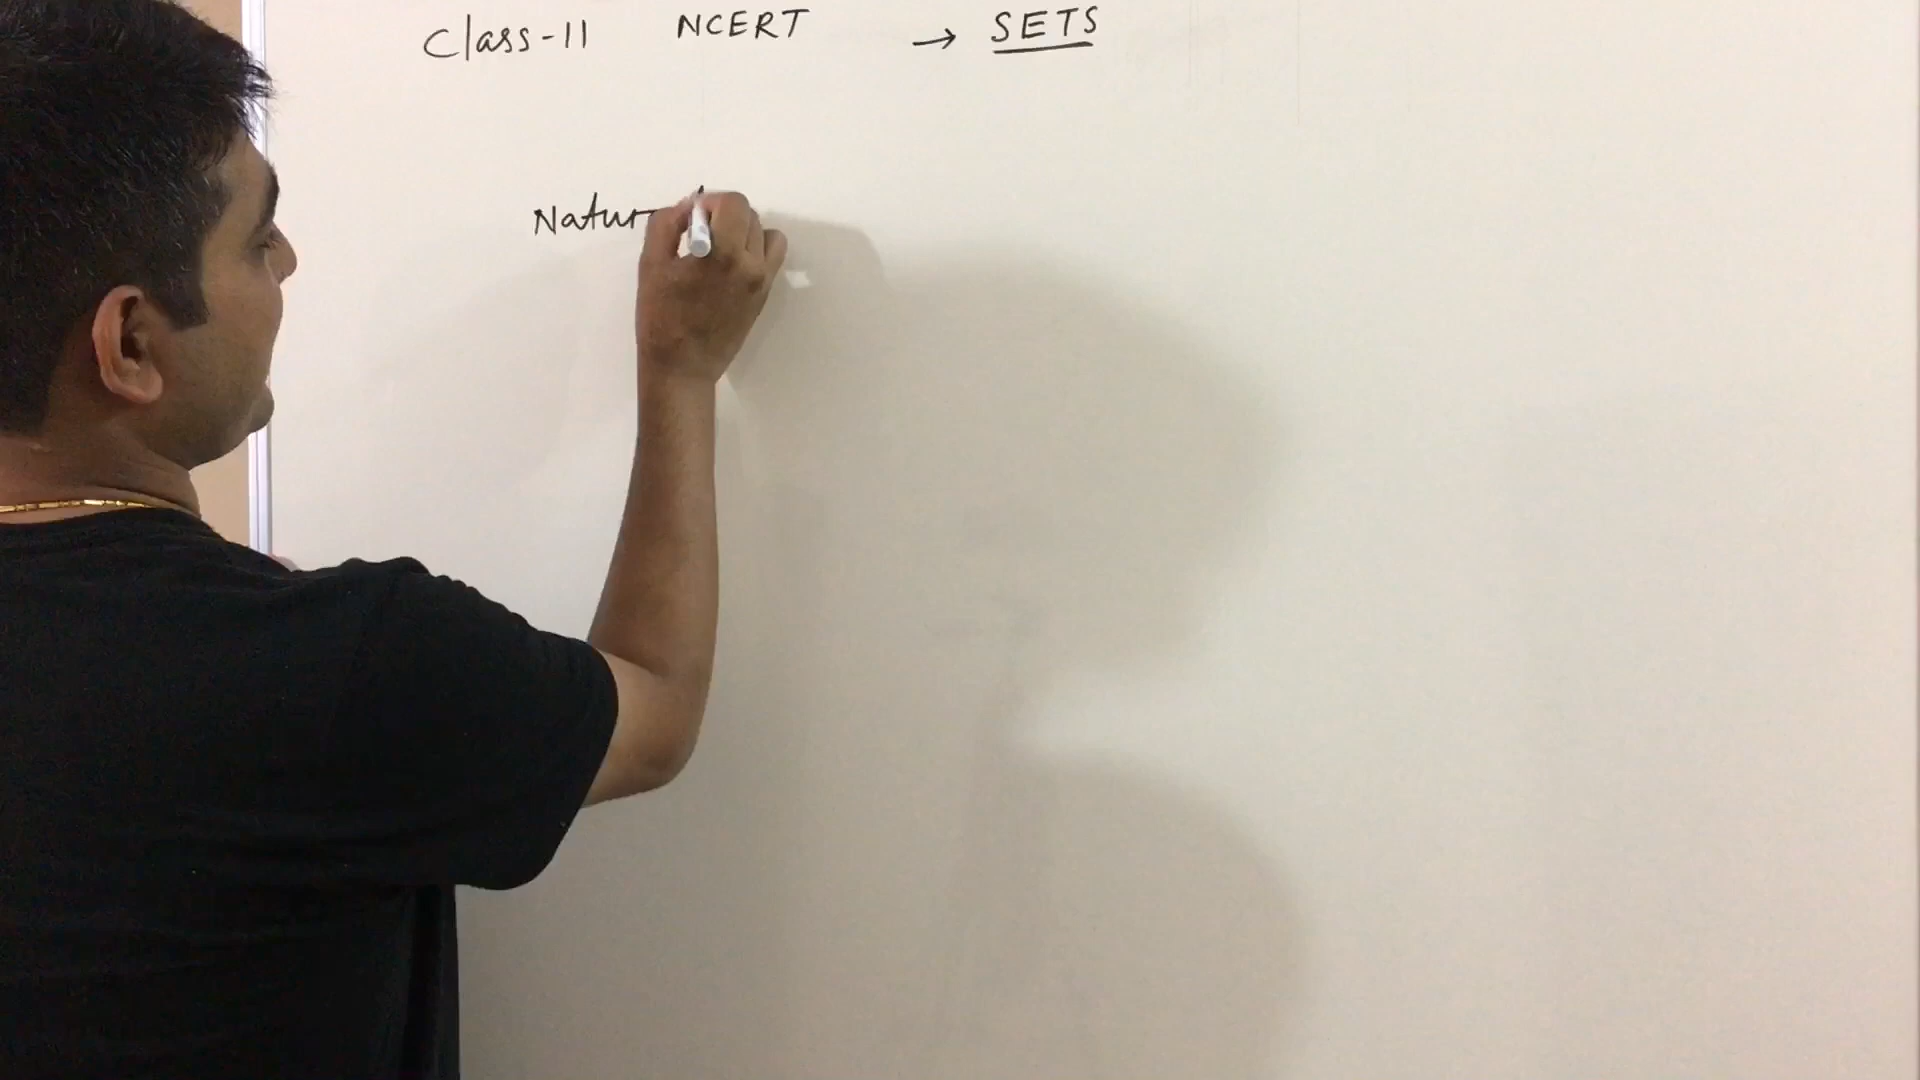 Class-11 NCERT → SETS
Natur